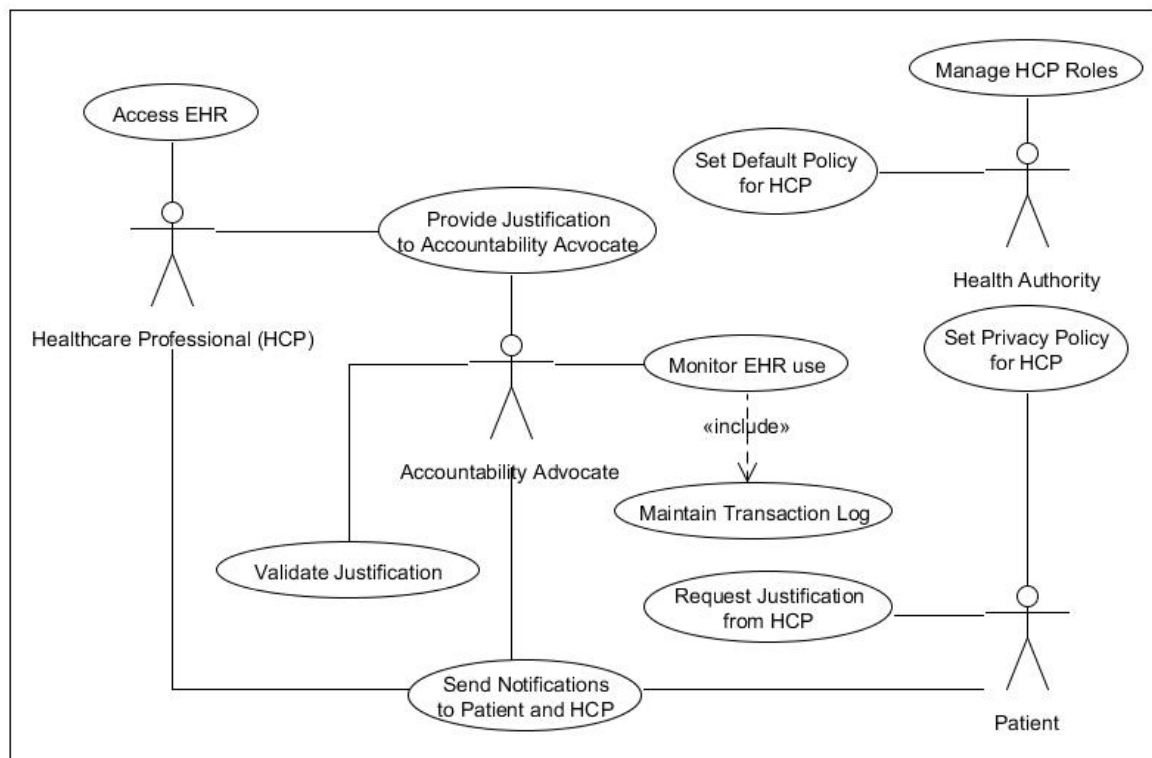 Manage HCP Roles
Access EHR
Set Default Policy
for HCP
Provide Justification
to Accountability Acvocate
Health Authority
Healthcare Professional (HCP)
Set Privacy Policy
for HCP
Monitor EHR use
«include»
Accountability Advocate
Maintain Transaction Log
Validate Justification
Request Justification
from HCP
Send Notifications
to Patient and HCP
Patient